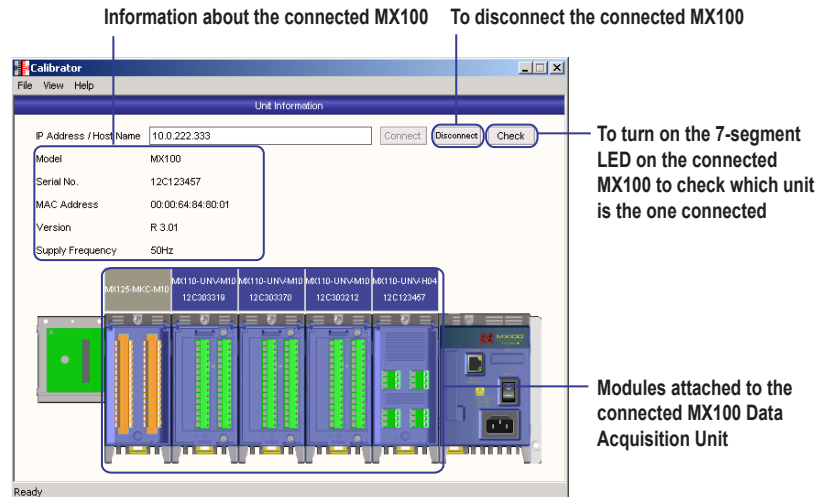 Information about the connected MX100
To disconnect the connected MX100
Calibrator
File View Help
Unit Information
IP Address / Host Name 10.0.222.333 Connect Disconnect Check
Model MX100
Serial No. 12C123457
MAC Address 00:00:64:84:80:01
Version R 3.01
Supply Frequency 50Hz
To turn on the 7-segment
LED on the connected
MX100 to check which unit
is the one connected
MX125-MKC-M10
MX110-UNV-M10
12C303319
MX110-UNV-M10
12C303370
MX110-UNV-M10
12C303212
MX110-UNV-H04
12C123457
MX100
Modules attached to the
connected MX100 Data
Acquisition Unit
Ready